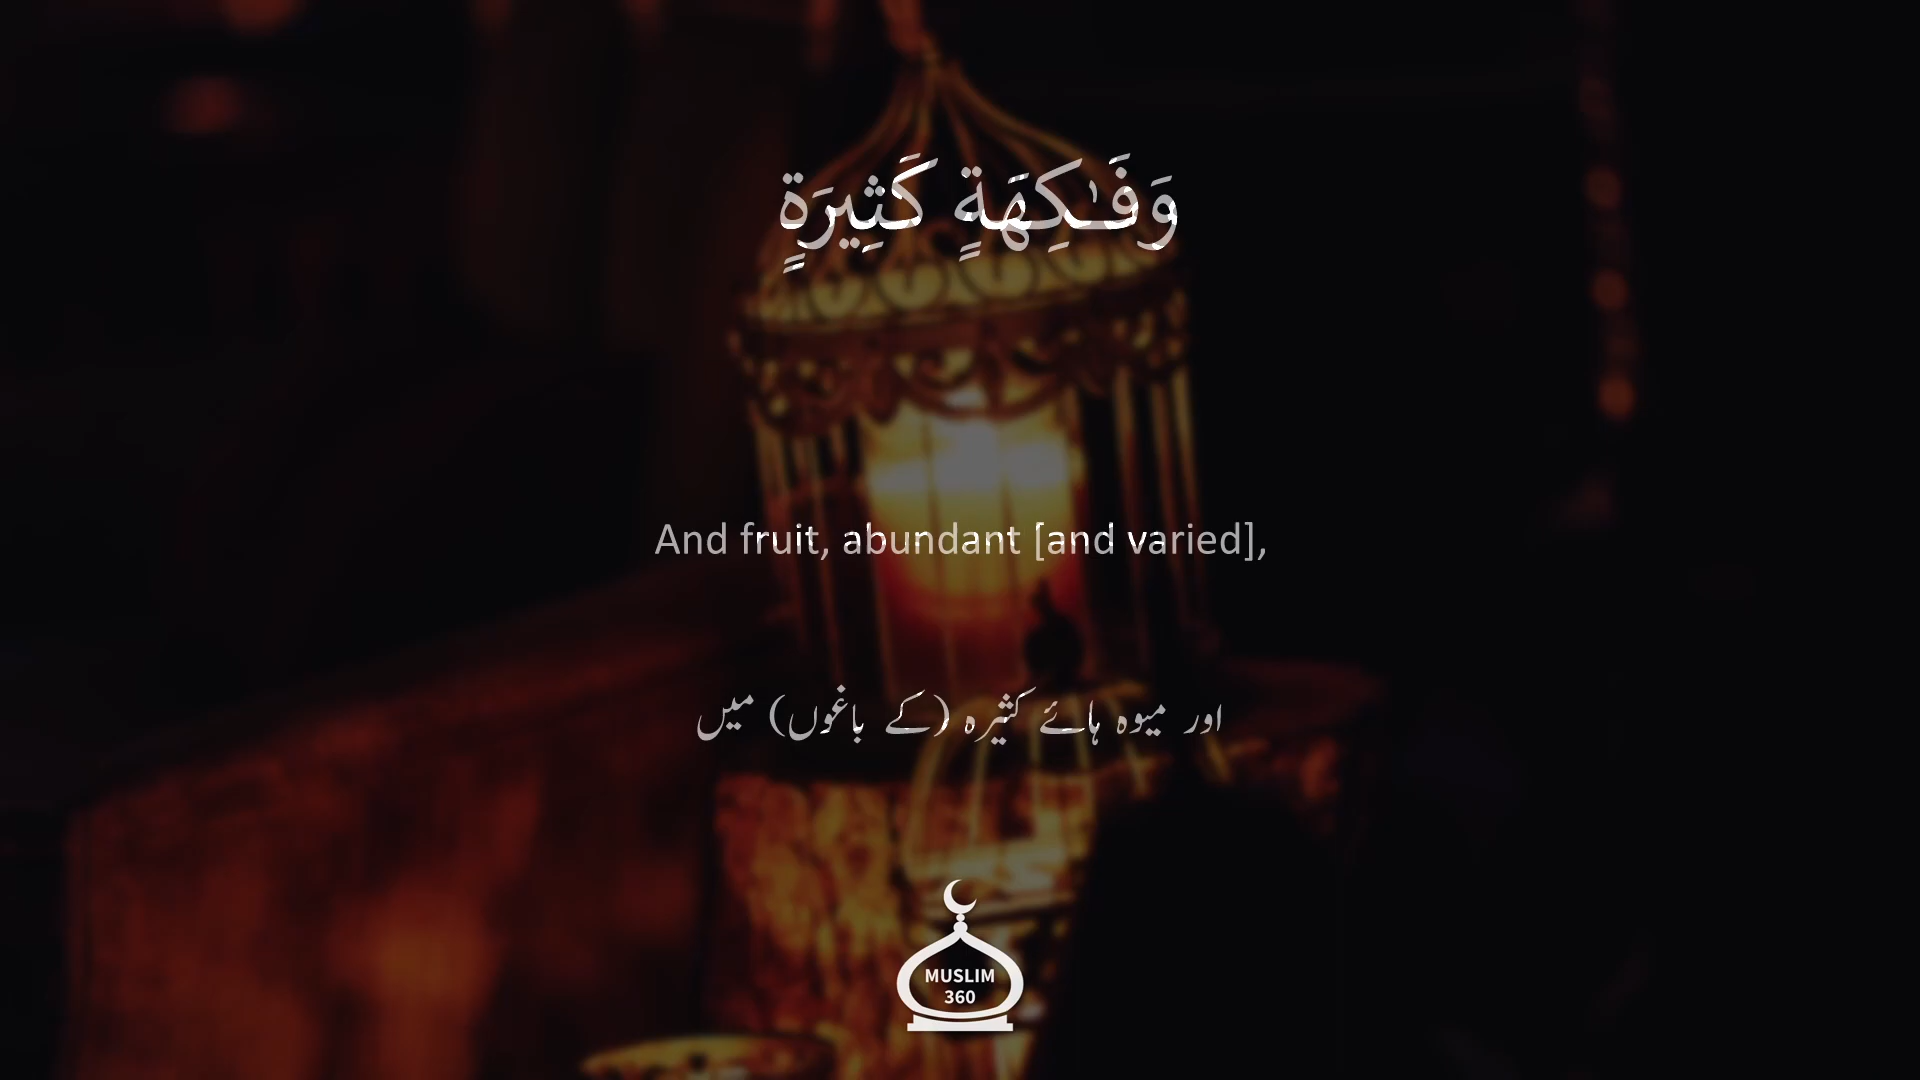 وَفَـٰكِهَةٍ كَثِيرَةٍ
And fruit, abundant [and varied],
اور میوہ ہائے کثیرہ (کے باغوں) میں
MUSLIM
360